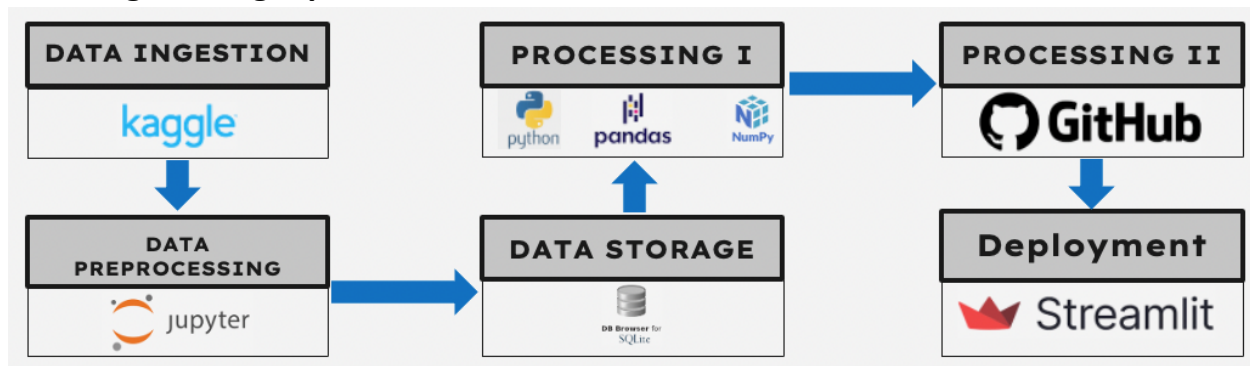 DATA INGESTION
kaggle
DATA
PREPROCESSING
jupyter
DATA STORAGE
DB Browser for
SQLite
PROCESSING I
python
pandas
NumPy
PROCESSING II
GitHub
Deployment
Streamlit